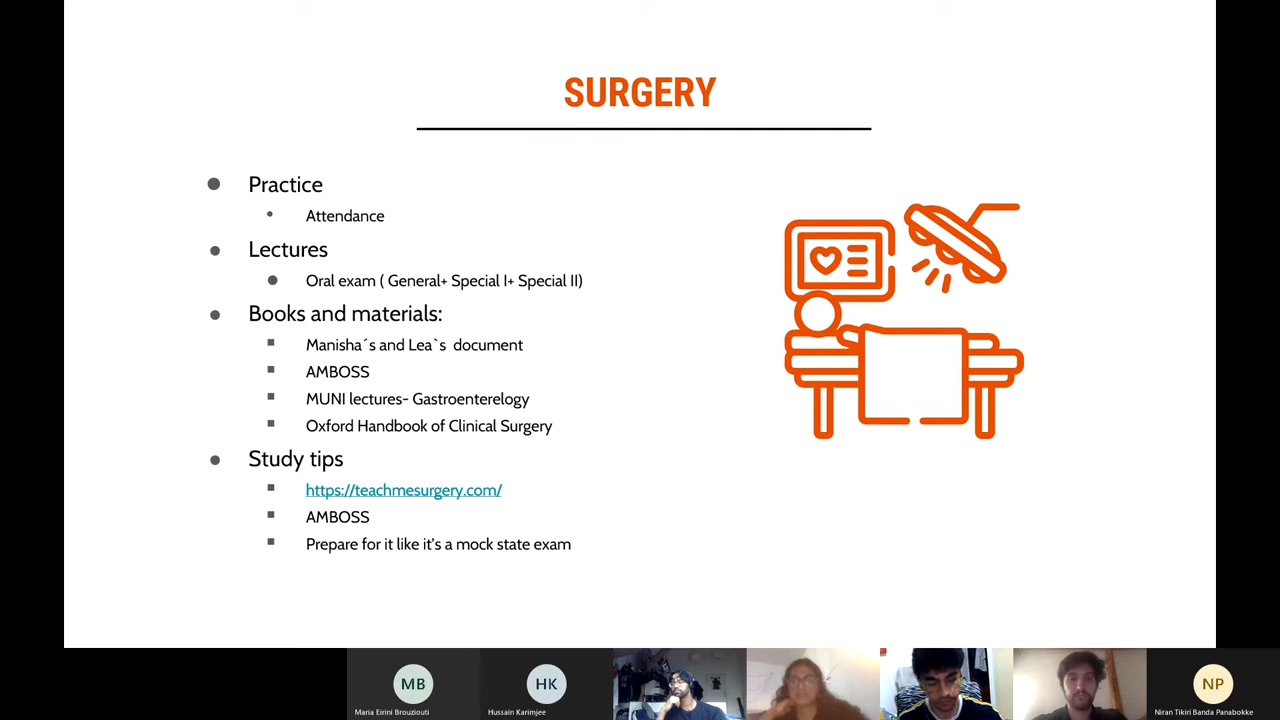 SURGERY
Practice
Attendance
Lectures
Oral exam ( General+ Special I+ Special II)
Books and materials:
Manisha´s and Lea`s document
AMBOSS
MUNI lectures- Gastroenterelogy
Oxford Handbook of Clinical Surgery
Study tips
https://teachmesurgery.com/
AMBOSS
Prepare for it like it's a mock state exam
MB
HK
NP
Maria Eirini Brouziouti
Hussain Karimjee
Niran Tikiri Banda Panabokke